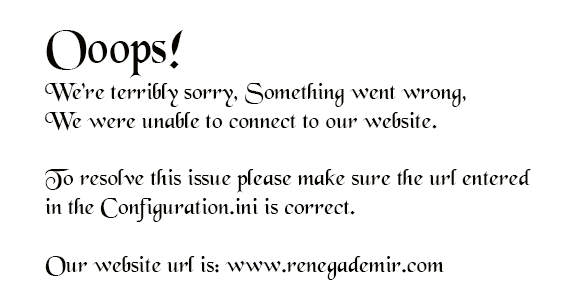 Ooops!
We're terribly sorry, Something went wrong,
We were unable to connect to our website.
To resolve this issue please make sure the url entered
in the Configuration.ini is correct.
Our website url is: www.renegademir.com